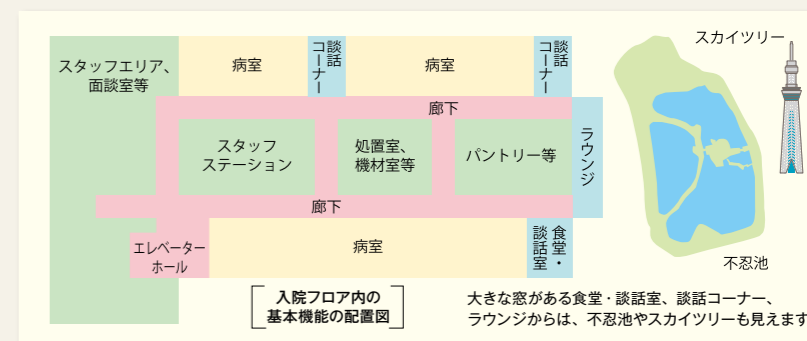 スタッフエリア、
面談室等
病室
談話
コーナー
病室
談話
コーナー
スカイツリー
廊下
スタッフ
ステーション
処置室、
機材室等
パントリー等
ラウンジ
廊下
エレベーター
ホール
病室
食堂・
談話室
不忍池
入院フロア内の
基本機能の配置図
大きな窓がある食堂・談話室、談話コーナー、
ラウンジからは、不忍池やスカイツリーも見えます